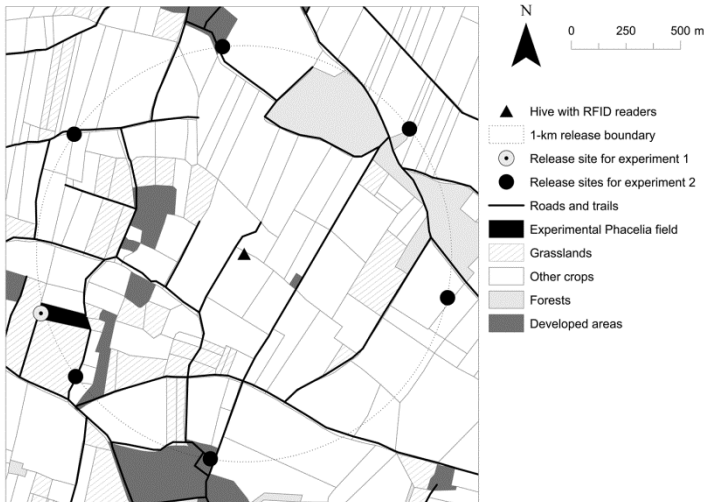 N
0 250 500 m
Hive with RFID readers
1-km release boundary
Release site for experiment 1
Release sites for experiment 2
Roads and trails
Experimental Phacelia field
Grasslands
Other crops
Forests
Developed areas